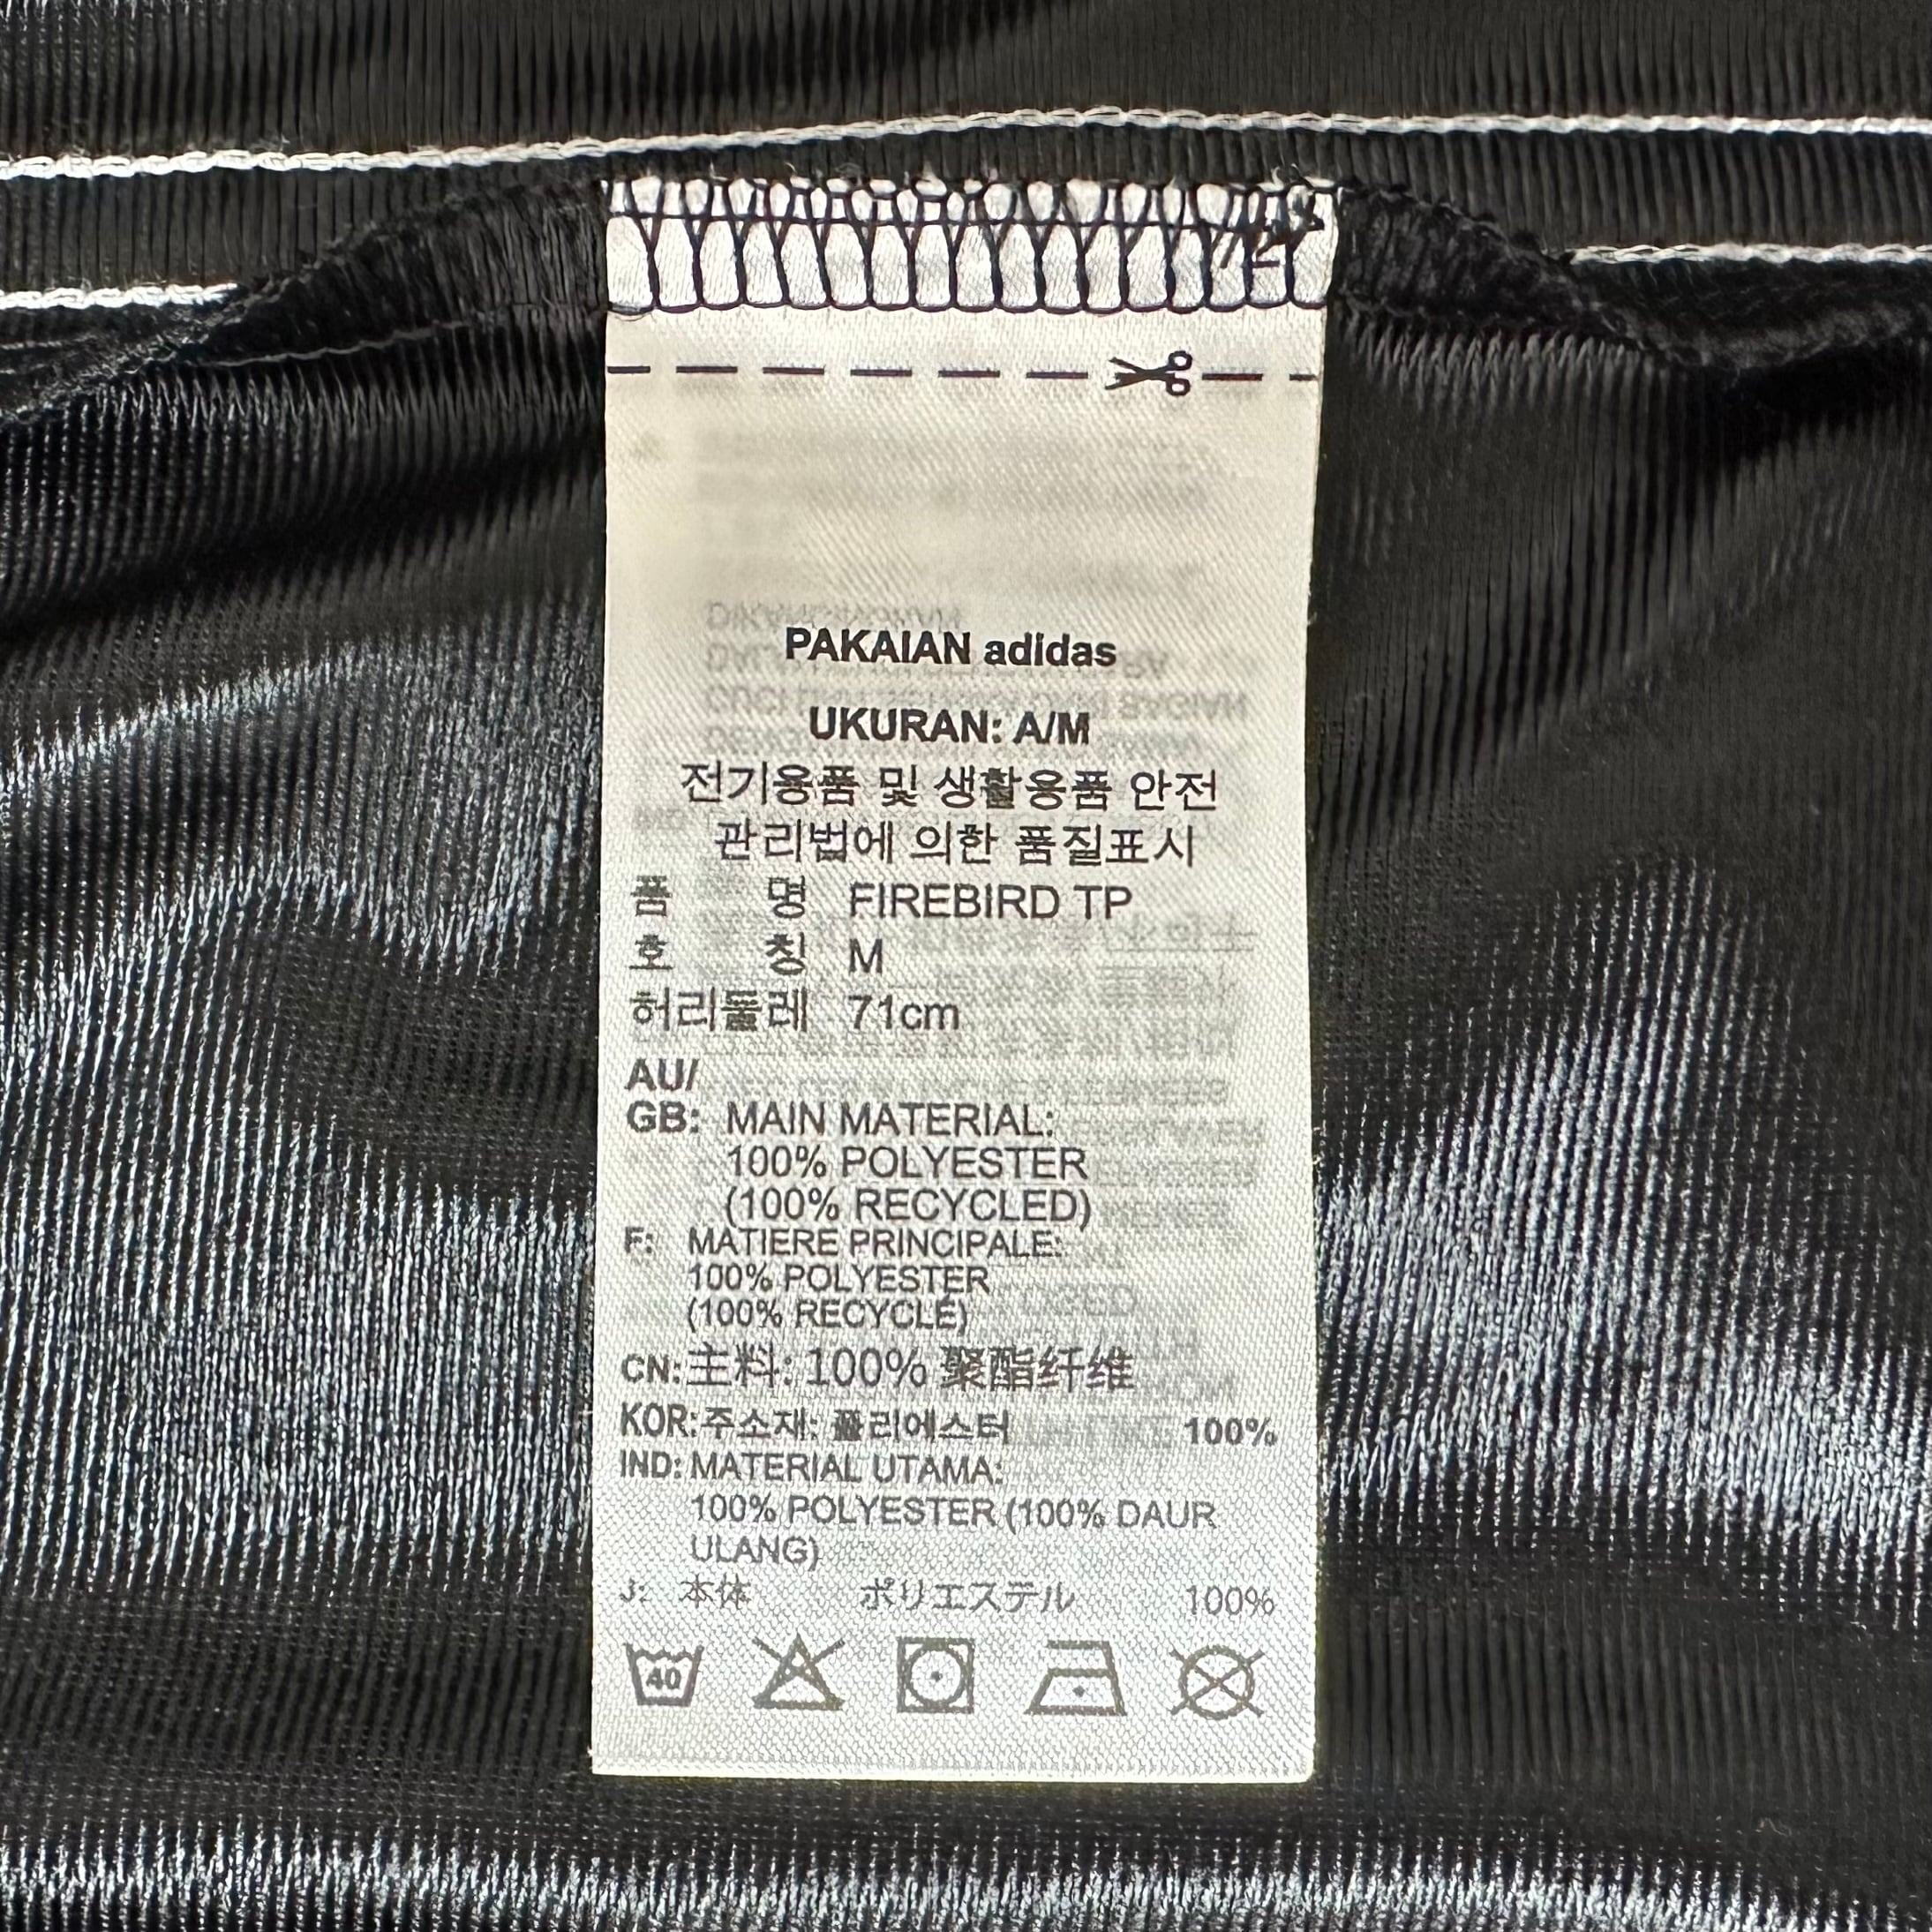 PAKAIAN adidas
UKURAN: A/M
전기용품 및 생활용품 안전
관리법에 의한 품질표시
품 명 FIREBIRD TP
호 칭 M
허리둘레 71cm
AU/
GB: MAIN MATERIAL:
100% POLYESTER
(100% RECYCLED)
F: MATIERE PRINCIPALE:
100% POLYESTER
(100% RECYCLÉ)
CN:主料: 100% 聚酯纤维
KOR:주소재: 폴리에스터 100%
IND: MATERIAL UTAMA:
100% POLYESTER (100% DAUR
ULANG)
J: 本体 ポリエステル 100%
40